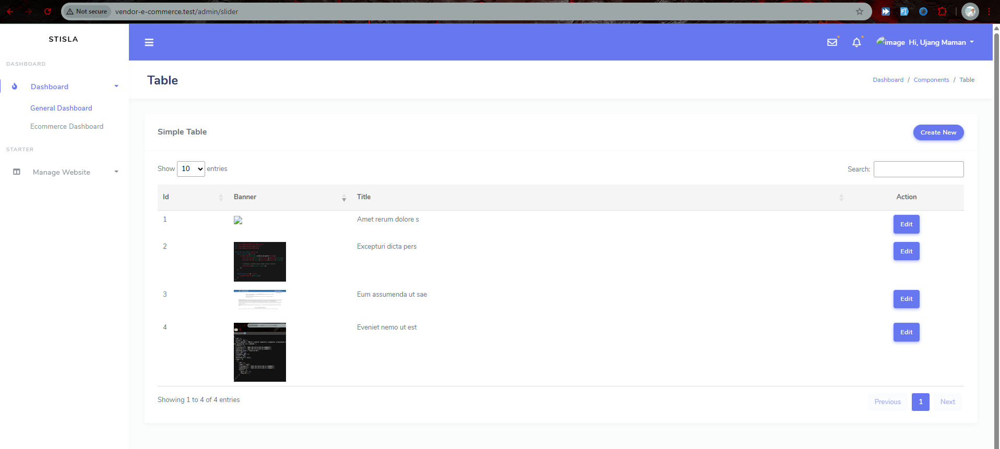 Not secure vendor-e-commerce.test/admin/slider
STISLA
image Hi, Ujang Maman
DASHBOARD
Dashboard
General Dashboard
Ecommerce Dashboard
STARTER
Manage Website
Table
Dashboard / Components / Table
Simple Table
Create New
Show 10 entries
Search:
Id Banner Title Action
1 Amet rerum dolore s Edit
2 Excepturi dicta pers Edit
3 Eum assumenda ut sae Edit
4 Eveniet nemo ut est Edit
Showing 1 to 4 of 4 entries
Previous 1 Next